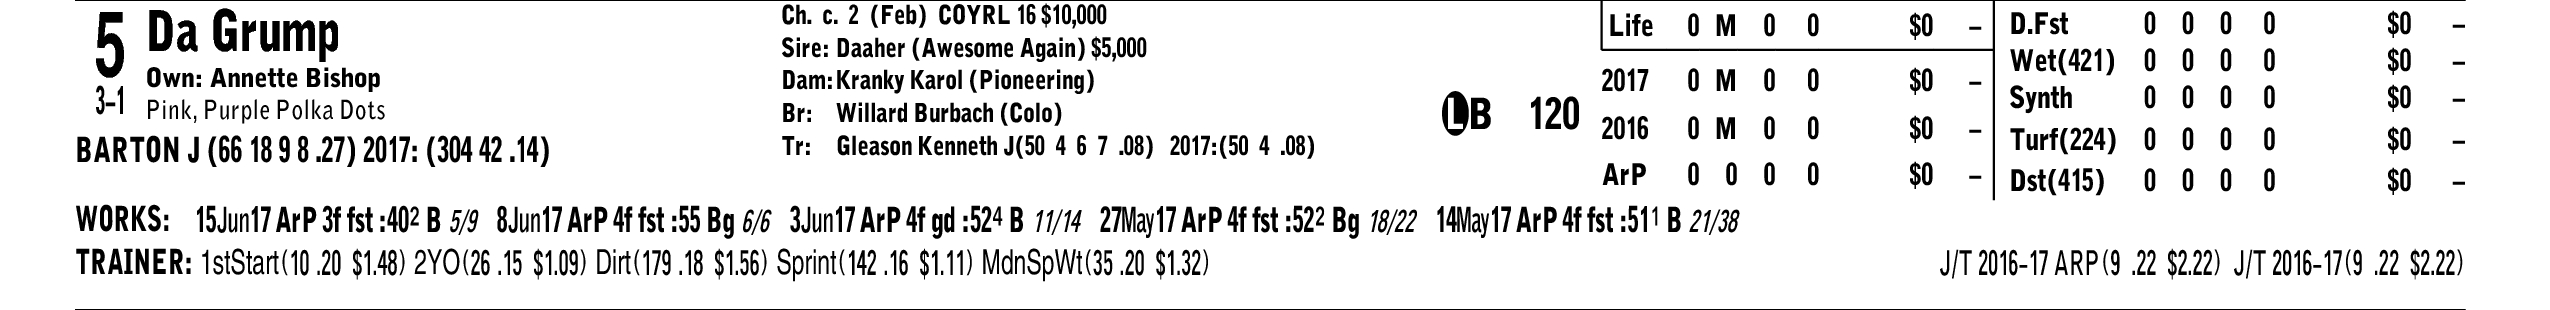 5 Da Grump
Own: Annette Bishop
3–1 Pink, Purple Polka Dots
BARTON J (66 18 9 8 .27) 2017: (304 42 .14)
Ch. c. 2 (Feb) COYRL 16 $10,000
Sire: Daaher (Awesome Again) $5,000
Dam: Kranky Karol (Pioneering)
Br: Willard Burbach (Colo)
Tr: Gleason Kenneth J(50 4 6 7 .08) 2017:(50 4 .08)
LB 120
Life 0 M 0 0 $0 –
2017 0 M 0 0 $0 –
2016 0 M 0 0 $0 –
ArP 0 0 0 0 $0 –
D.Fst 0 0 0 0 $0 –
Wet(421) 0 0 0 0 $0 –
Synth 0 0 0 0 $0 –
Turf(224) 0 0 0 0 $0 –
Dst(415) 0 0 0 0 $0 –
WORKS: 15Jun17 ArP 3f fst :40² B 5/9 8Jun17 ArP 4f fst :55 Bg 6/6 3Jun17 ArP 4f gd :52⁴ B 11/14 27May17 ArP 4f fst :52² Bg 18/22 14May17 ArP 4f fst :51¹ B 21/38
TRAINER: 1stStart(10 .20 $1.48) 2YO(26 .15 $1.09) Dirt(179 .18 $1.56) Sprint(142 .16 $1.11) MdnSpWt(35 .20 $1.32) J/T 2016–17 ARP(9 .22 $2.22) J/T 2016–17(9 .22 $2.22)